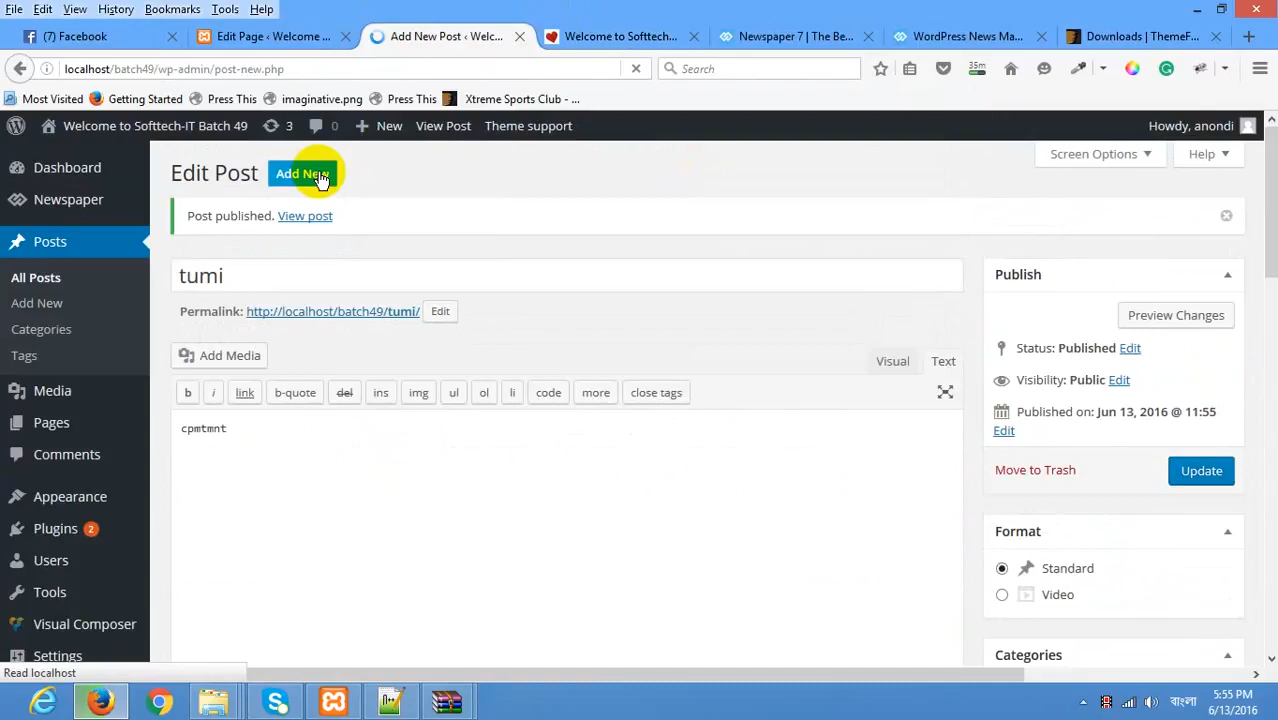 File Edit View History Bookmarks Tools Help
(7) Facebook
Edit Page ‹ Welcome ...
Add New Post ‹ Welc...
Welcome to Softtech...
Newspaper 7 | The Be...
WordPress News Ma...
Downloads | ThemeF...
localhost/batch49/wp-admin/post-new.php
Search
35m
Most Visited Getting Started Press This imaginative.png Press This Xtreme Sports Club - ...
Welcome to Softtech-IT Batch 49 3 0 New View Post Theme support Howdy, anondi
Screen Options Help
Edit Post Add New
Post published. View post
Dashboard
Newspaper
Posts
All Posts
Add New
Categories
Tags
Media
Pages
Comments
Appearance
Plugins 2
Users
Tools
Visual Composer
Settings
tumi
Permalink: http://localhost/batch49/tumi/ Edit
Add Media
Visual Text
b i link b-quote del ins img ul ol li code more close tags
cpmtmnt
Publish
Preview Changes
Status: Published Edit
Visibility: Public Edit
Published on: Jun 13, 2016 @ 11:55
Edit
Move to Trash Update
Format
Standard
Video
Categories
Read localhost
বাংলা
5:55 PM
6/13/2016